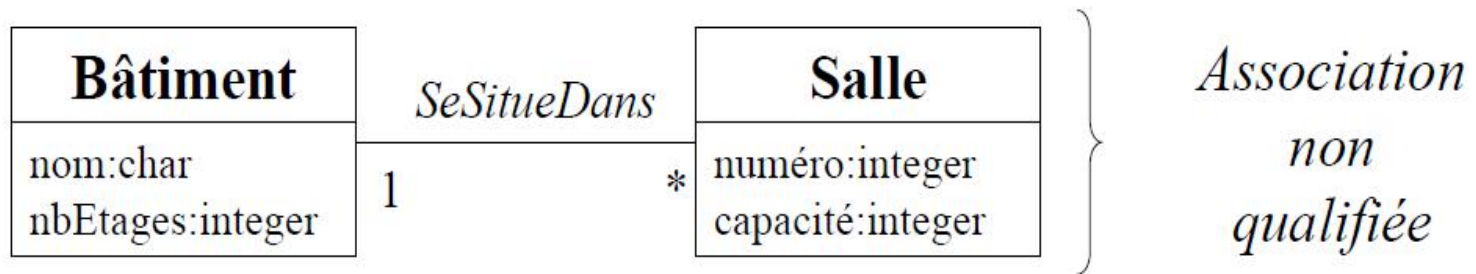 Bâtiment
nom:char
nbEtages:integer
SeSitueDans
1
*
Salle
numéro:integer
capacité:integer
Association
non
qualifiée